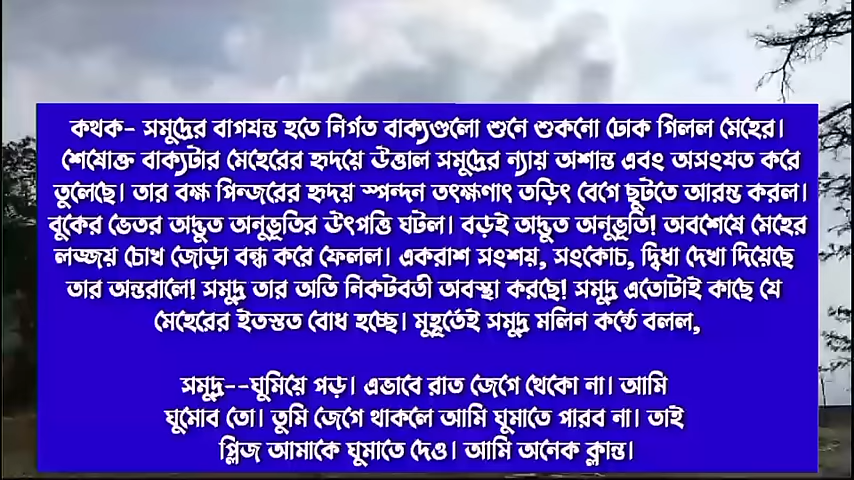 কথক- সমুদ্রের বাগযন্ত হতে নির্গত বাক্যগুলো শুনে শুকনো ঢোক গিলল মেহের।
শেষোক্ত বাক্যটার মেহেরের হৃদয়ে উত্তাল সমুদ্রের ন্যায় অশান্ত এবং অসংযত করে
তুলেছে। তার বক্ষ পিন্জরের হৃদয় স্পন্দন তৎক্ষণাৎ তড়িৎ বেগে ছুটতে আরম্ভ করল।
বুকের ভেতর অদ্ভুত অনুভূতির উৎপত্তি ঘটল। বড়ই অদ্ভুত অনুভূতি! অবশেষে মেহের
লজ্জয় চোখ জোড়া বন্ধ করে ফেলল। একরাশ সংশয়, সংকোচ, দ্বিধা দেখা দিয়েছে
তার অন্তরালে! সমুদ্র তার অতি নিকটবর্তী অবস্থা করছে! সমুদ্র এতোটাই কাছে যে
মেহেরের ইতস্তত বোধ হচ্ছে। মুহূর্তেই সমুদ্র মলিন কন্ঠে বলল,
সমুদ্র--ঘুমিয়ে পড়। এভাবে রাত জেগে থেকো না। আমি
ঘুমোব তো। তুমি জেগে থাকলে আমি ঘুমাতে পারব না। তাই
প্লিজ আমাকে ঘুমাতে দেও। আমি অনেক ক্লান্ত।